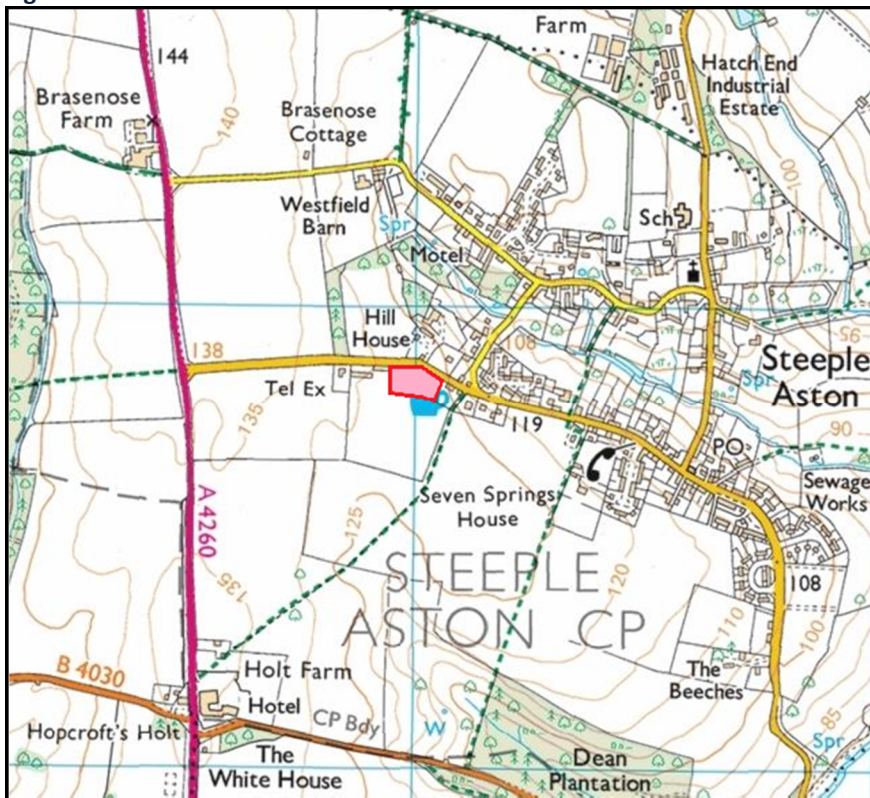 Farm
144
Hatch End
Industrial
Estate
Brasenose
Farm
140
Brasenose
Cottage
100
Westfield
Barn
Spr
Sch
Motel
Hill
House
108
95
138
Steeple
Aston
Spr
Tel Ex
135
119
90
PO
A 4260
Sewage
Works
Seven Springs
House
125
STEEPLE
ASTON CP
120
135
108
110
100
B 4030
Holt Farm
Hotel
The
Beeches
CP Bdy
W
85
Hopcroft's Holt
Spr
The
White House
Dean
Plantation